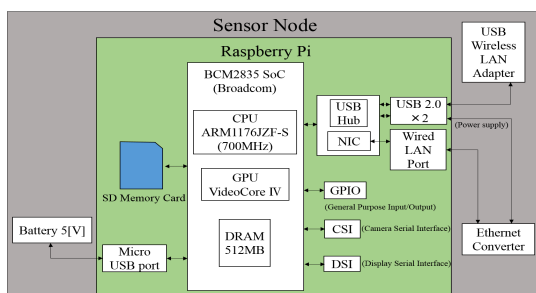 Sensor Node
Raspberry Pi
BCM2835 SoC
(Broadcom)
CPU
ARM1176JZF-S
(700MHz)
GPU
VideoCore IV
DRAM
512MB
SD Memory Card
Battery 5[V]
Micro
USB port
USB
Hub
NIC
USB 2.0
×2
(Power supply)
Wired
LAN
Port
USB
Wireless
LAN
Adapter
GPIO
(General Purpose Input/Output)
CSI
(Camera Serial Interface)
DSI
(Display Serial Interface)
Ethernet
Converter